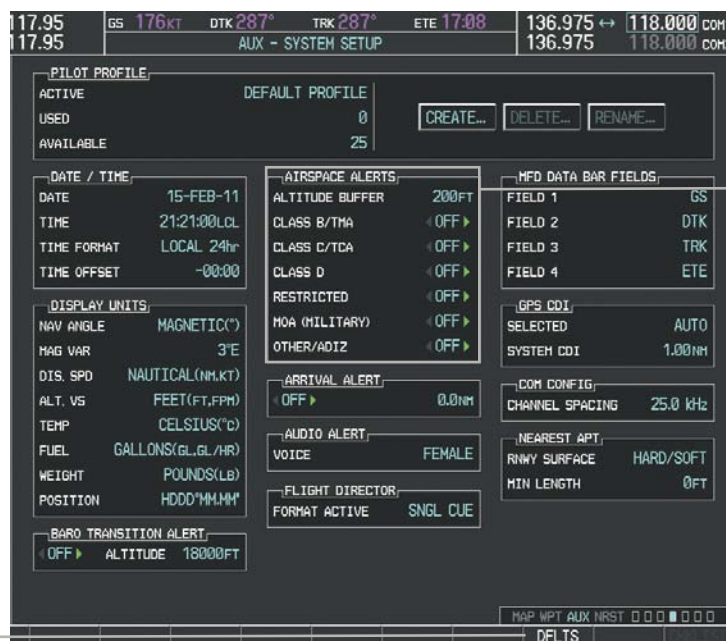 117.95 GS 176KT DTK 287° TRK 287° ETE 17:08 136.975 ↔ 118.000 COM
117.95 AUX - SYSTEM SETUP 136.975 118.000 COM
PILOT PROFILE
ACTIVE DEFAULT PROFILE
USED 0
AVAILABLE 25
CREATE… DELETE… RENAME…
DATE / TIME
DATE 15-FEB-11
TIME 21:21:00LCL
TIME FORMAT LOCAL 24hr
TIME OFFSET -00:00
DISPLAY UNITS
NAV ANGLE MAGNETIC(°)
MAG VAR 3°E
DIS, SPD NAUTICAL(NM,KT)
ALT, VS FEET(FT,FPM)
TEMP CELSIUS(°C)
FUEL GALLONS(GL,GL/HR)
WEIGHT POUNDS(LB)
POSITION HDDD°MM.MM'
BARO TRANSITION ALERT
OFF ALTITUDE 18000FT
AIRSPACE ALERTS
ALTITUDE BUFFER 200FT
CLASS B/TMA OFF
CLASS C/TCA OFF
CLASS D OFF
RESTRICTED OFF
MOA (MILITARY) OFF
OTHER/ADIZ OFF
ARRIVAL ALERT
OFF 0.0NM
AUDIO ALERT
VOICE FEMALE
FLIGHT DIRECTOR
FORMAT ACTIVE SNGL CUE
MFD DATA BAR FIELDS
FIELD 1 GS
FIELD 2 DTK
FIELD 3 TRK
FIELD 4 ETE
GPS CDI
SELECTED AUTO
SYSTEM CDI 1.00NM
COM CONFIG
CHANNEL SPACING 25.0 kHz
NEAREST APT
RNWY SURFACE HARD/SOFT
MIN LENGTH 0FT
MAP WPT AUX NRST
DFLTS